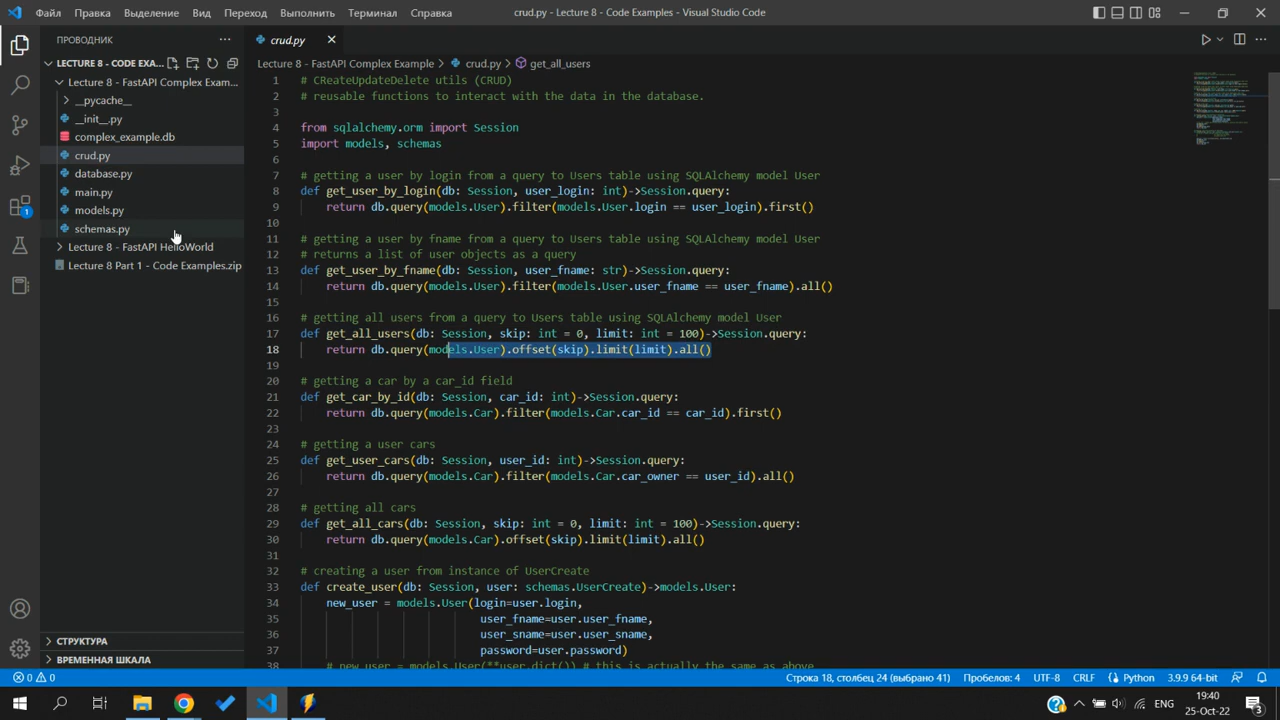 Файл Правка Выделение Вид Переход Выполнить Терминал Справка crud.py - Lecture 8 - Code Examples - Visual Studio Code
ПРОВОДНИК
crud.py
LECTURE 8 - CODE EXA...
Lecture 8 - FastAPI Complex Example > crud.py > get_all_users
Lecture 8 - FastAPI Complex Exam...
__pycache__
__init__.py
complex_example.db
crud.py
database.py
main.py
models.py
schemas.py
Lecture 8 - FastAPI HelloWorld
Lecture 8 Part 1 - Code Examples.zip
СТРУКТУРА
ВРЕМЕННАЯ ШКАЛА
1 # CReateUpdateDelete utils (CRUD)
2 # reusable functions to interact with the data in the database.
3
4 from sqlalchemy.orm import Session
5 import models, schemas
6
7 # getting a user by login from a query to Users table using SQLAlchemy model User
8 def get_user_by_login(db: Session, user_login: int)->Session.query:
9 return db.query(models.User).filter(models.User.login == user_login).first()
10
11 # getting a user by fname from a query to Users table using SQLAlchemy model User
12 # returns a list of user objects as a query
13 def get_user_by_fname(db: Session, user_fname: str)->Session.query:
14 return db.query(models.User).filter(models.User.user_fname == user_fname).all()
15
16 # getting all users from a query to Users table using SQLAlchemy model User
17 def get_all_users(db: Session, skip: int = 0, limit: int = 100)->Session.query:
18 return db.query(models.User).offset(skip).limit(limit).all()
19
20 # getting a car by a car_id field
21 def get_car_by_id(db: Session, car_id: int)->Session.query:
22 return db.query(models.Car).filter(models.Car.car_id == car_id).first()
23
24 # getting a user cars
25 def get_user_cars(db: Session, user_id: int)->Session.query:
26 return db.query(models.Car).filter(models.Car.car_owner == user_id).all()
27
28 # getting all cars
29 def get_all_cars(db: Session, skip: int = 0, limit: int = 100)->Session.query:
30 return db.query(models.Car).offset(skip).limit(limit).all()
31
32 # creating a user from instance of UserCreate
33 def create_user(db: Session, user: schemas.UserCreate)->models.User:
34 new_user = models.User(login=user.login,
35 user_fname=user.user_fname,
36 user_sname=user.user_sname,
37 password=user.password)
38 # new_user = models.User(**user.dict()) # this is actually the same as above
0 0 Строка 18, столбец 24 (выбрано 41) Пробелов: 4 UTF-8 CRLF Python 3.9.9 64-bit
ENG 19:40
25-Oct-22 3